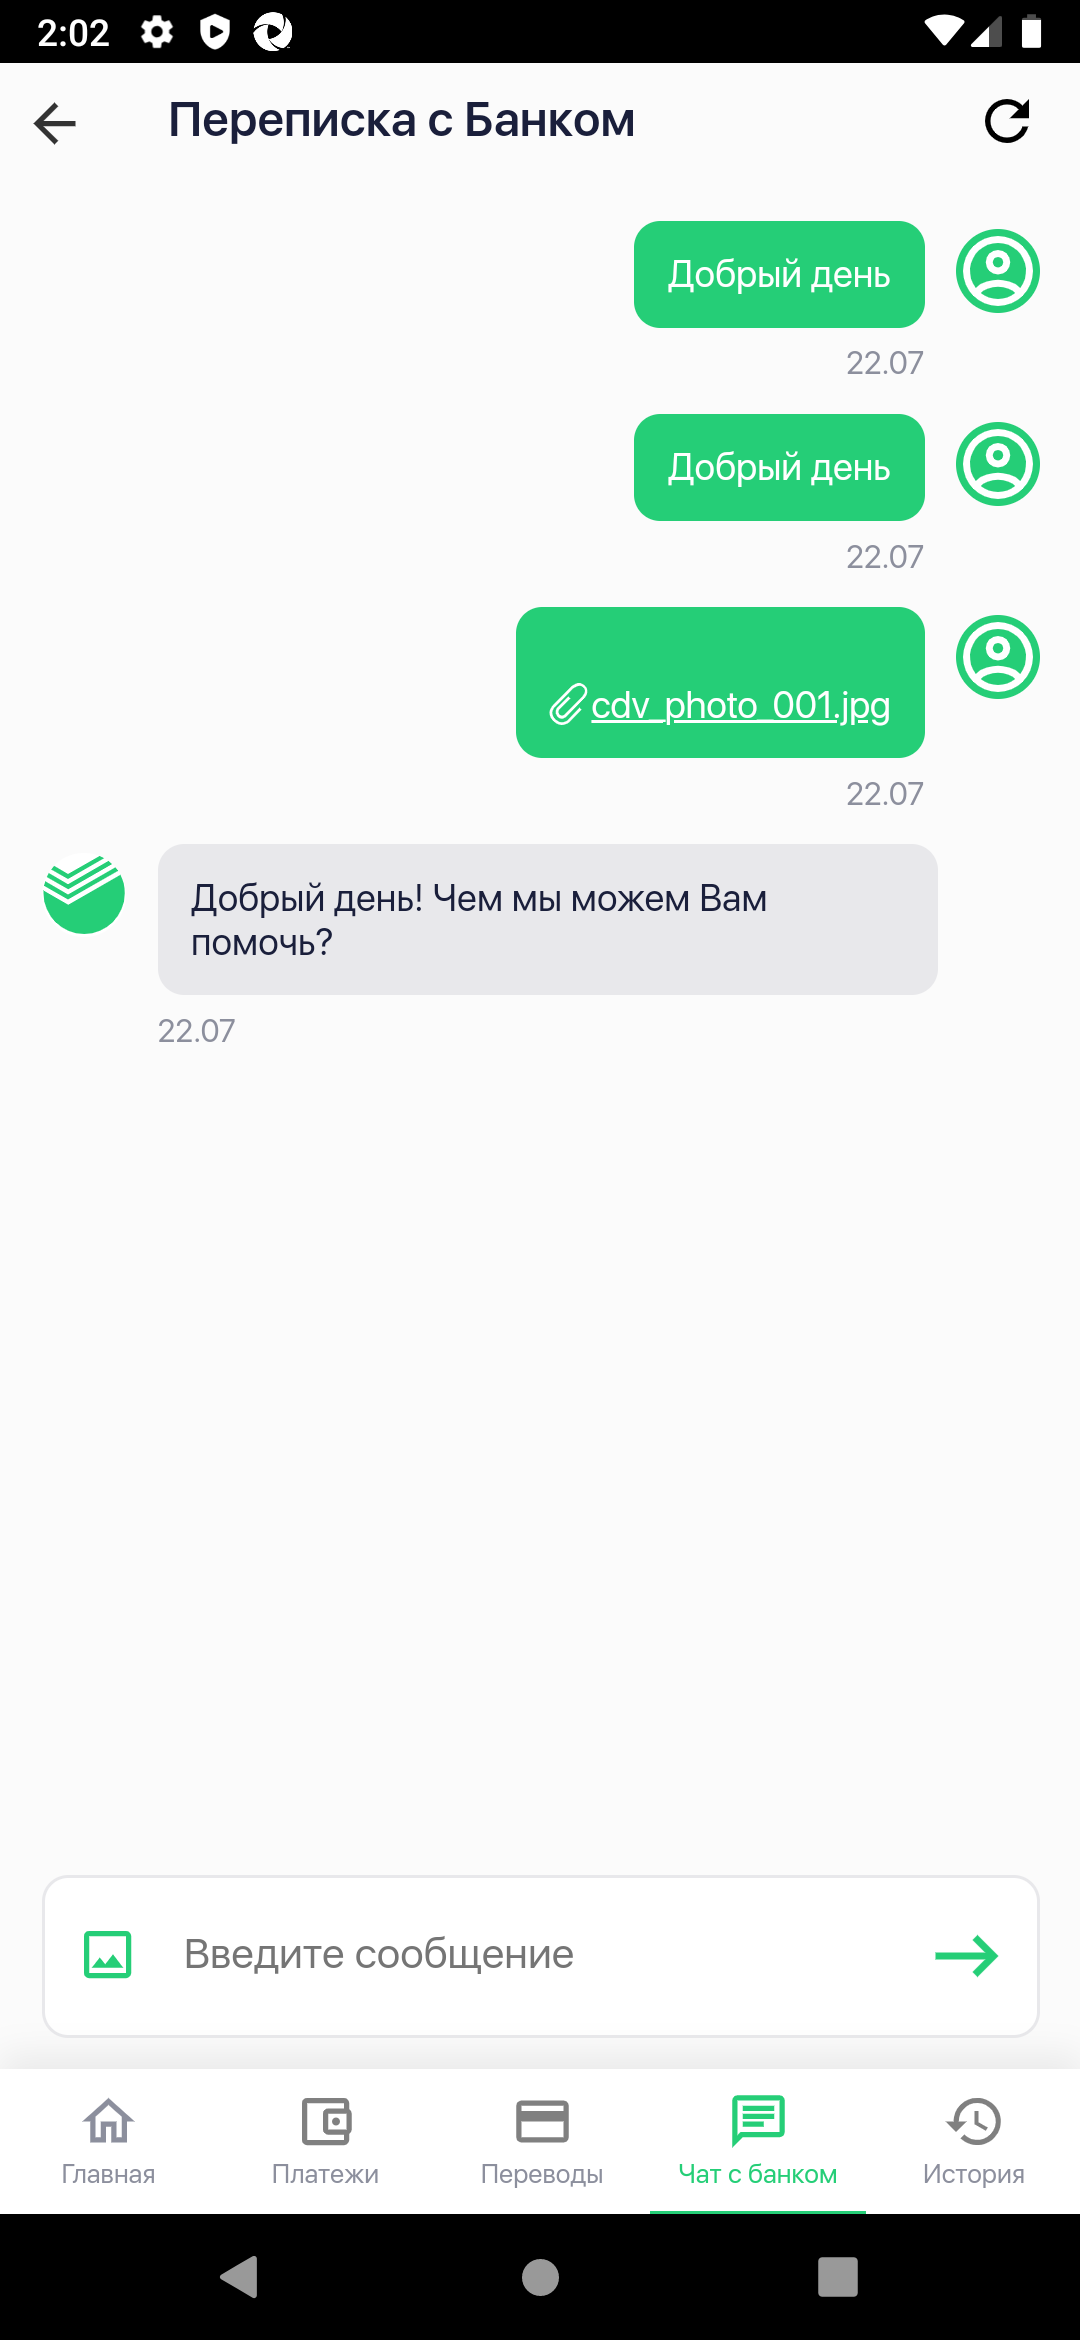 2:02
Переписка с Банком
Добрый день
22.07
Добрый день
22.07
cdv_photo_001.jpg
22.07
Добрый день! Чем мы можем Вам
помочь?
22.07
Введите сообщение
Главная
Платежи
Переводы
Чат с банком
История